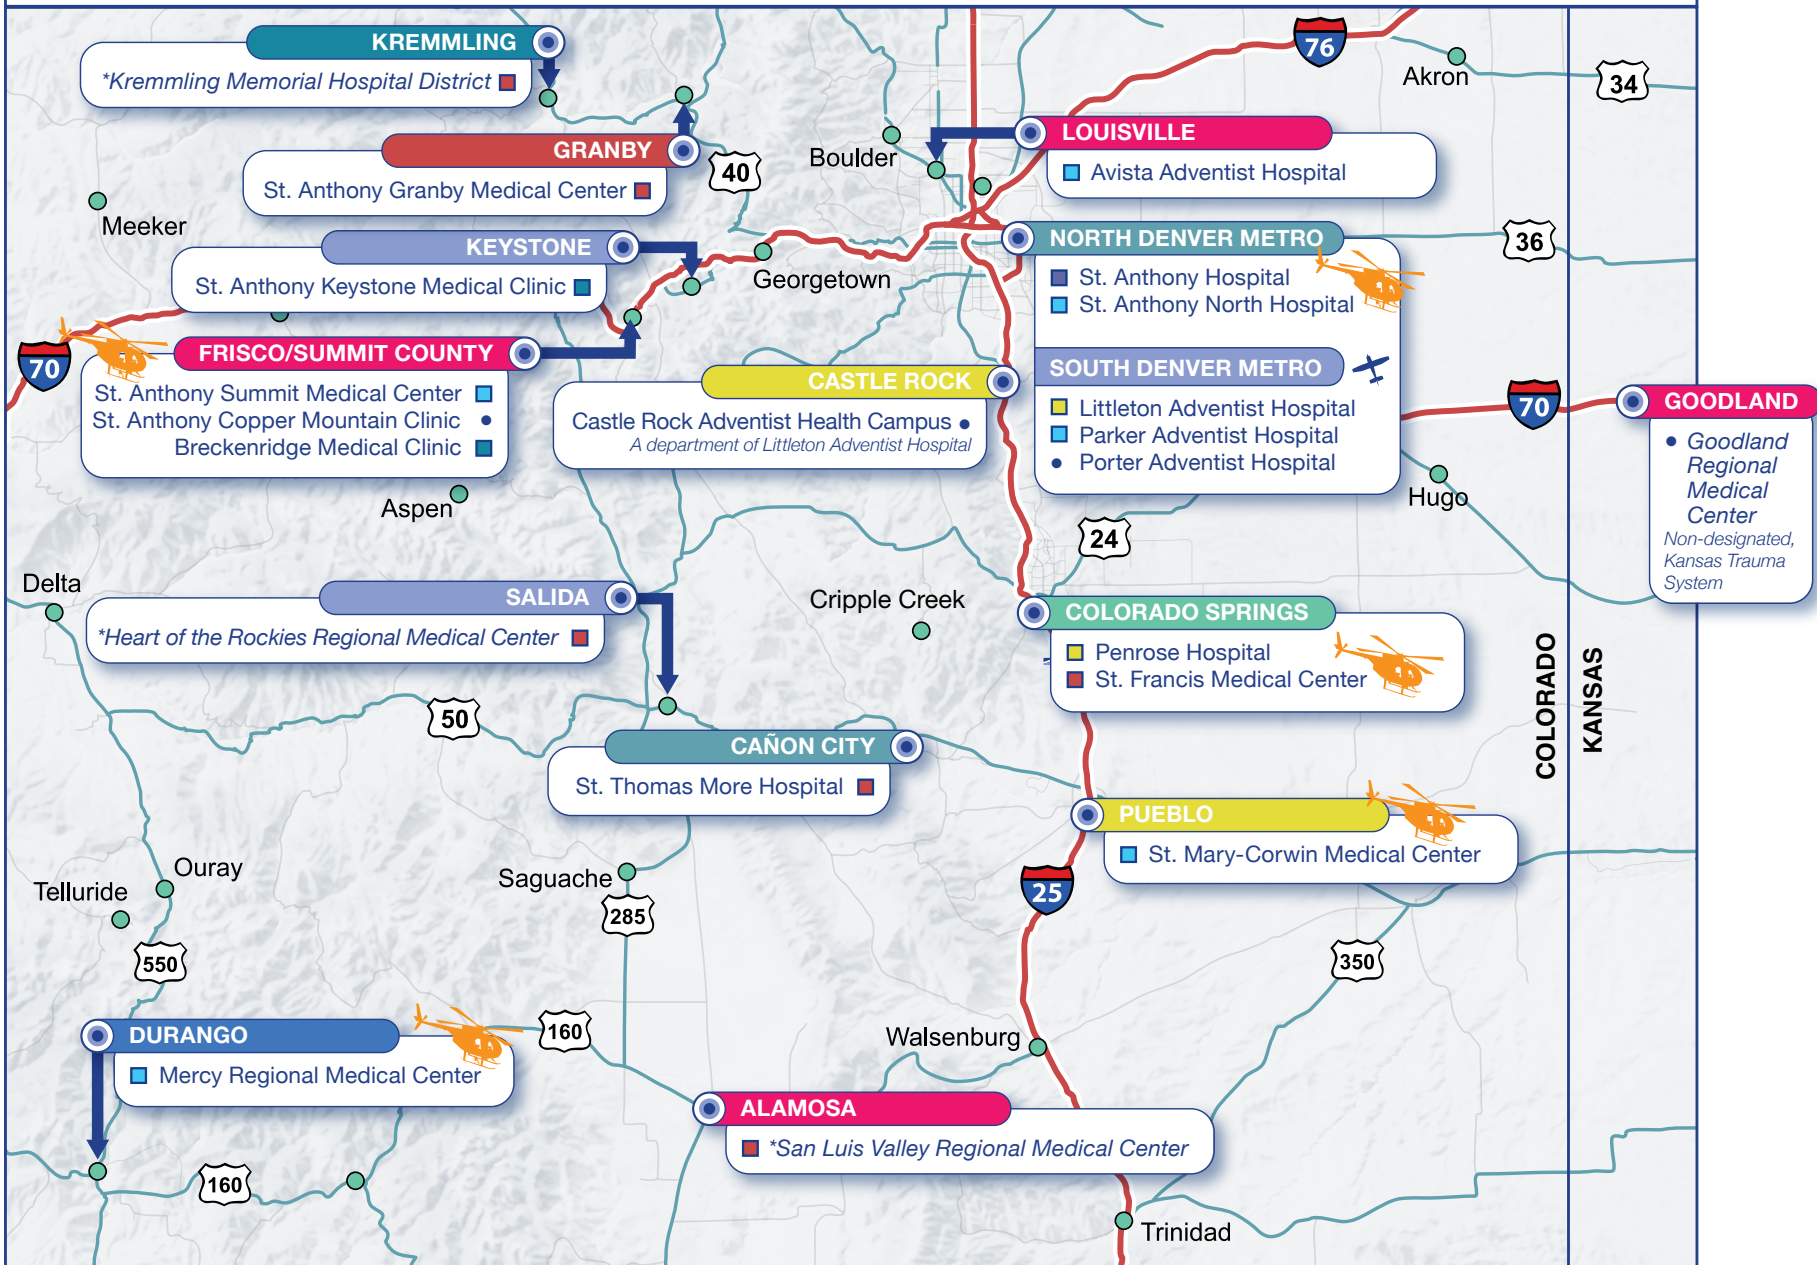 KREMMLING
*Kremmling Memorial Hospital District
GRANBY
St. Anthony Granby Medical Center
40
Boulder
LOUISVILLE
Avista Adventist Hospital
76
Akron
34
Meeker
KEYSTONE
St. Anthony Keystone Medical Clinic
Georgetown
NORTH DENVER METRO
St. Anthony Hospital
St. Anthony North Hospital
36
70
FRISCO/SUMMIT COUNTY
St. Anthony Summit Medical Center
St. Anthony Copper Mountain Clinic
Breckenridge Medical Clinic
CASTLE ROCK
Castle Rock Adventist Health Campus
A department of Littleton Adventist Hospital
SOUTH DENVER METRO
Littleton Adventist Hospital
Parker Adventist Hospital
Porter Adventist Hospital
70
GOODLAND
Goodland
Regional
Medical
Center
Non-designated,
Kansas Trauma
System
Aspen
Hugo
24
Delta
SALIDA
*Heart of the Rockies Regional Medical Center
Cripple Creek
COLORADO SPRINGS
Penrose Hospital
St. Francis Medical Center
COLORADO
KANSAS
50
CAÑON CITY
St. Thomas More Hospital
PUEBLO
St. Mary-Corwin Medical Center
Ouray
Telluride
Saguache
285
25
550
350
DURANGO
Mercy Regional Medical Center
160
Walsenburg
ALAMOSA
*San Luis Valley Regional Medical Center
160
Trinidad